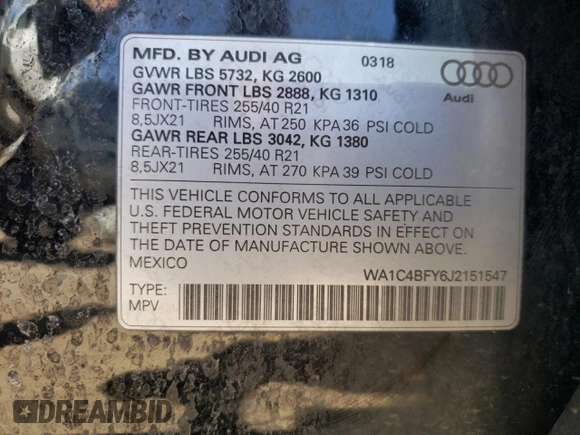 MFD. BY AUDI AG 0318
GVWR LBS 5732, KG 2600
GAWR FRONT LBS 2888, KG 1310
FRONT-TIRES 255/40 R21
8,5JX21 RIMS, AT 250 KPA 36 PSI COLD
GAWR REAR LBS 3042, KG 1380
REAR-TIRES 255/40 R21
8,5JX21 RIMS, AT 270 KPA 39 PSI COLD
Audi
THIS VEHICLE CONFORMS TO ALL APPLICABLE
U.S. FEDERAL MOTOR VEHICLE SAFETY AND
THEFT PREVENTION STANDARDS IN EFFECT ON
THE DATE OF MANUFACTURE SHOWN ABOVE.
MEXICO WA1C4BFY6J2151547
TYPE:
MPV
DREAMBID